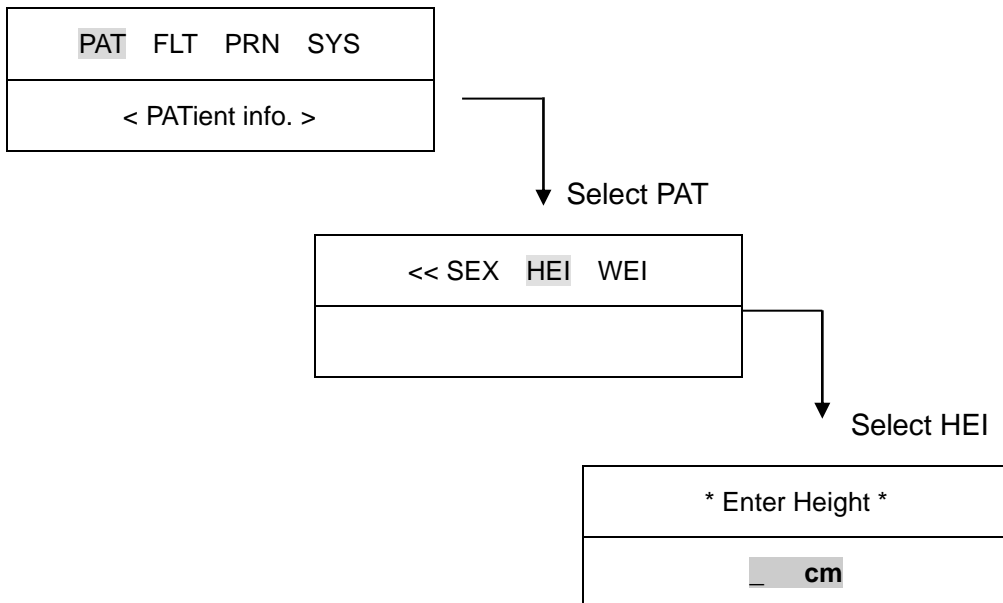 PAT FLT PRN SYS
< PATient info. >
Select PAT
<< SEX HEI WEI
Select HEI
* Enter Height *
_ cm